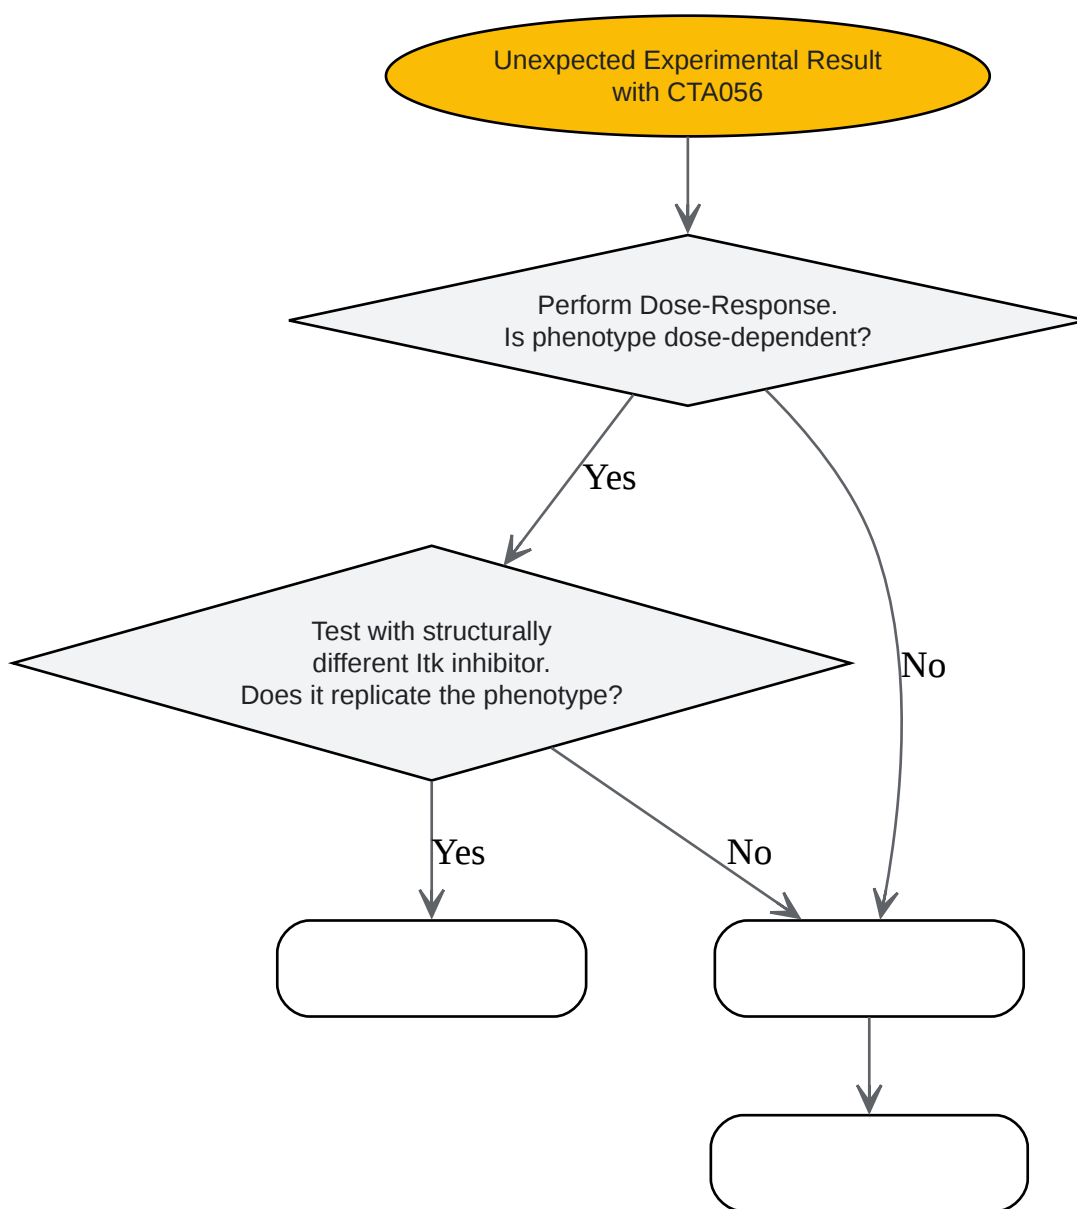 Unexpected Experimental Result
with CTA056
Perform Dose-Response.
Is phenotype dose-dependent?
Yes
Test with structurally
different Itk inhibitor.
Does it replicate the phenotype?
No
Yes
No